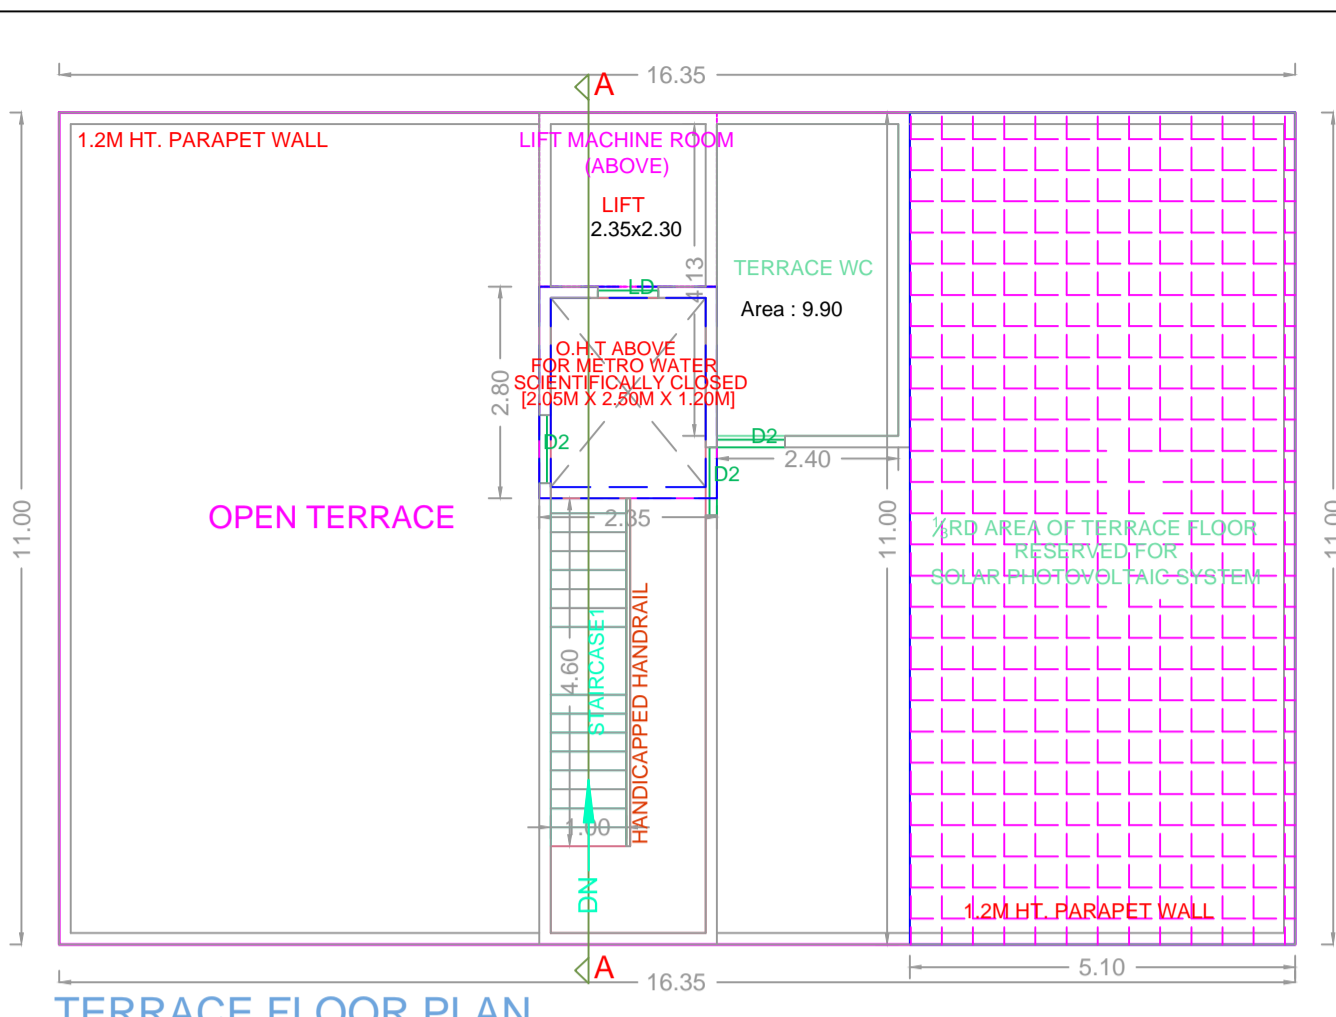 16.35
A
1.2M HT. PARAPET WALL
LIFT MACHINE ROOM
(ABOVE)
LIFT
2.35x2.30
4.13
TERRACE WC
Area : 9.90
LD
O.H.T ABOVE
FOR METRO WATER
SCIENTIFICALLY CLOSED
[2.05M X 2.50M X 1.20M]
2.80
D2
D2
D2
2.40
11.00
OPEN TERRACE
2.35
11.00
⅓RD AREA OF TERRACE FLOOR
RESERVED FOR
SOLAR PHOTOVOLTAIC SYSTEM
11.00
4.60
STAIRCASE1
HANDICAPPED HANDRAIL
1.00
DN
1.2M HT. PARAPET WALL
A
16.35
5.10
TERRACE FLOOR PLAN